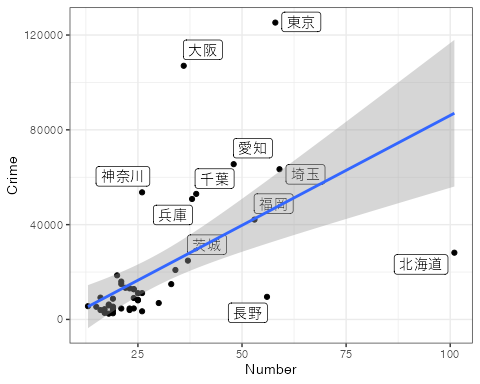 東京
大阪
愛知
千葉
埼玉
神奈川
兵庫
福岡
茨城
北海道
長野
120000
80000
40000
0
25
50
75
100
Crime
Number